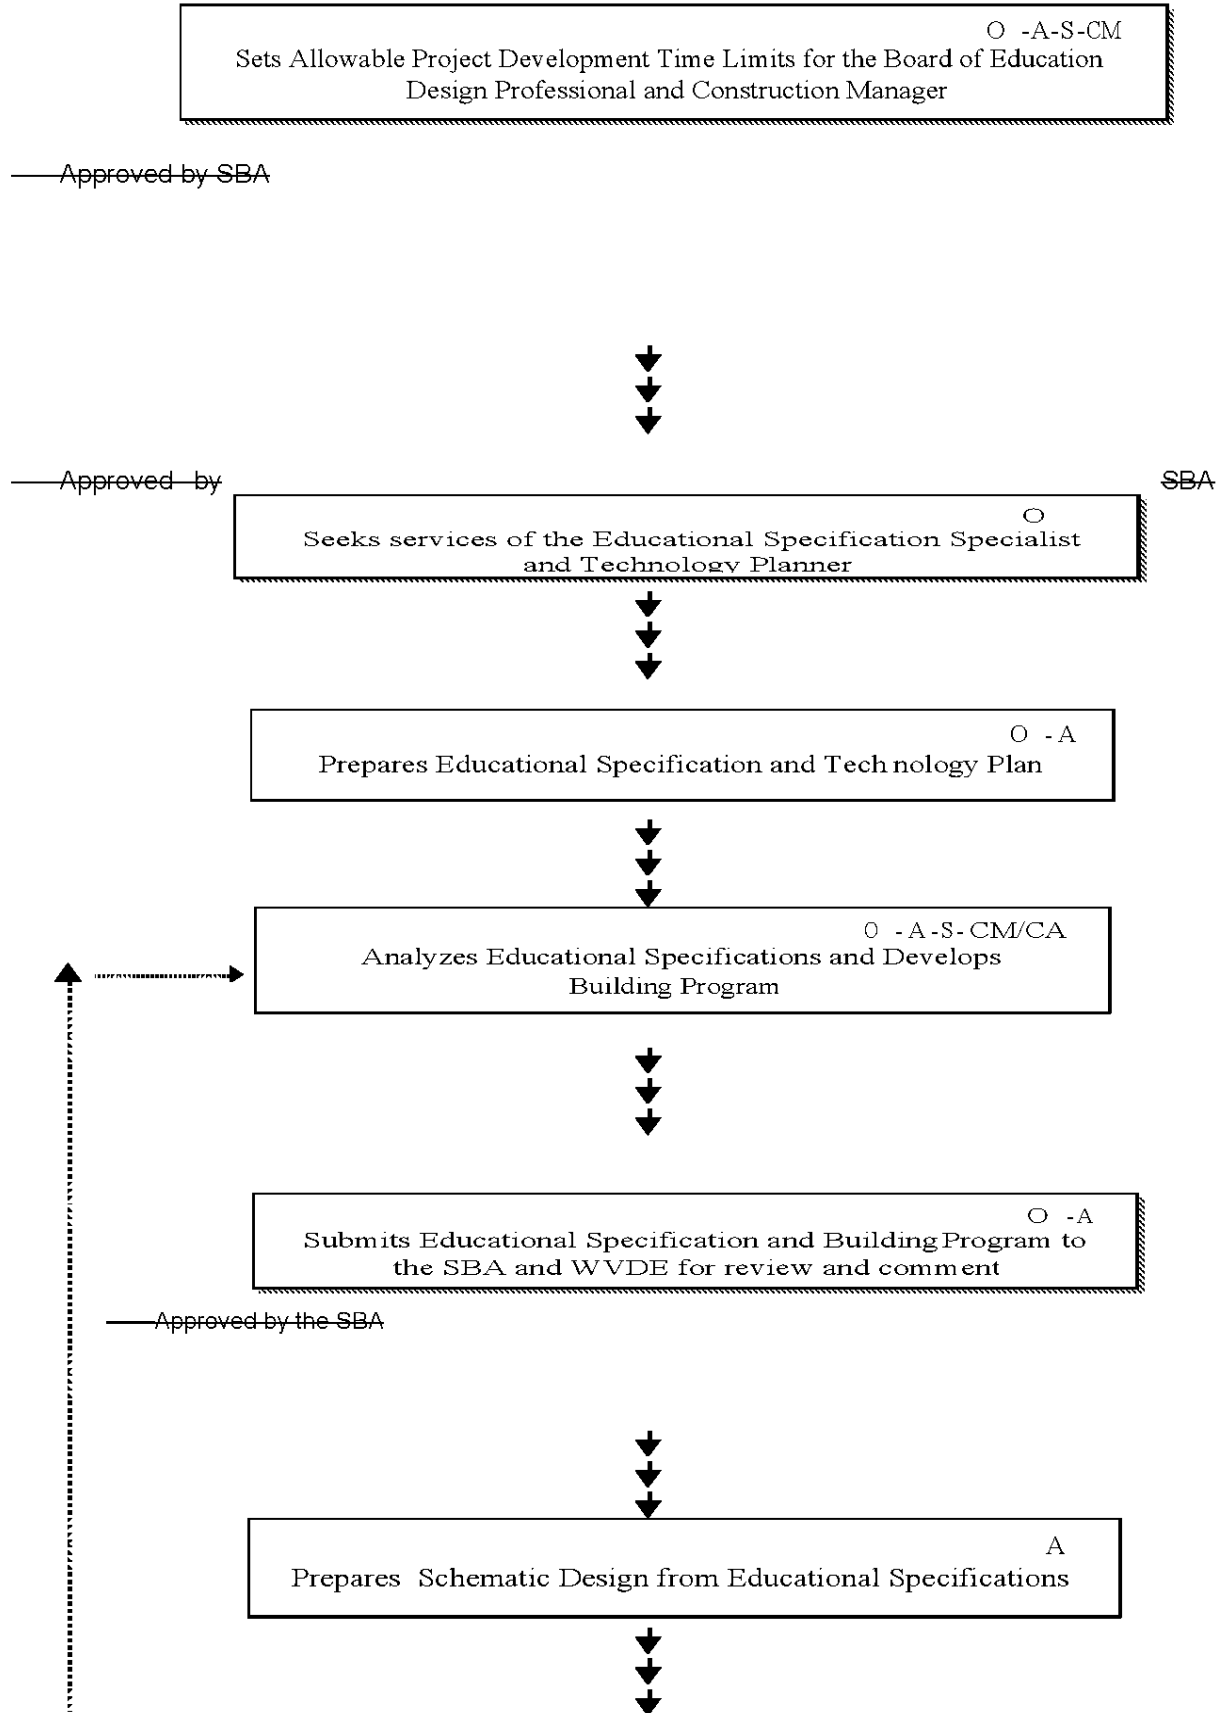 O -A-S-CM
Sets Allowable Project Development Time Limits for the Board of Education
Design Professional and Construction Manager
Approved by SBA
Approved by SBA
O
Seeks services of the Educational Specification Specialist
and Technology Planner
O -A
Prepares Educational Specification and Technology Plan
O -A-S-CM/CA
Analyzes Educational Specifications and Develops
Building Program
O -A
Submits Educational Specification and Building Program to
the SBA and WVDE for review and comment
Approved by the SBA
A
Prepares Schematic Design from Educational Specifications